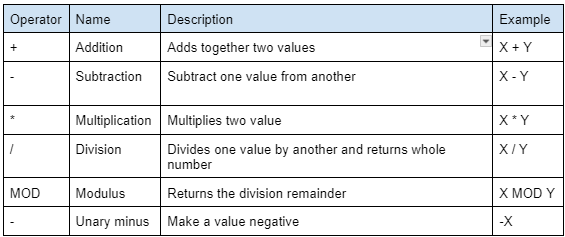 Operator Name Description Example
+ Addition Adds together two values X + Y
- Subtraction Subtract one value from another X - Y
* Multiplication Multiplies two value X * Y
/ Division Divides one value by another and returns whole X / Y
number
MOD Modulus Returns the division remainder X MOD Y
- Unary minus Make a value negative -X